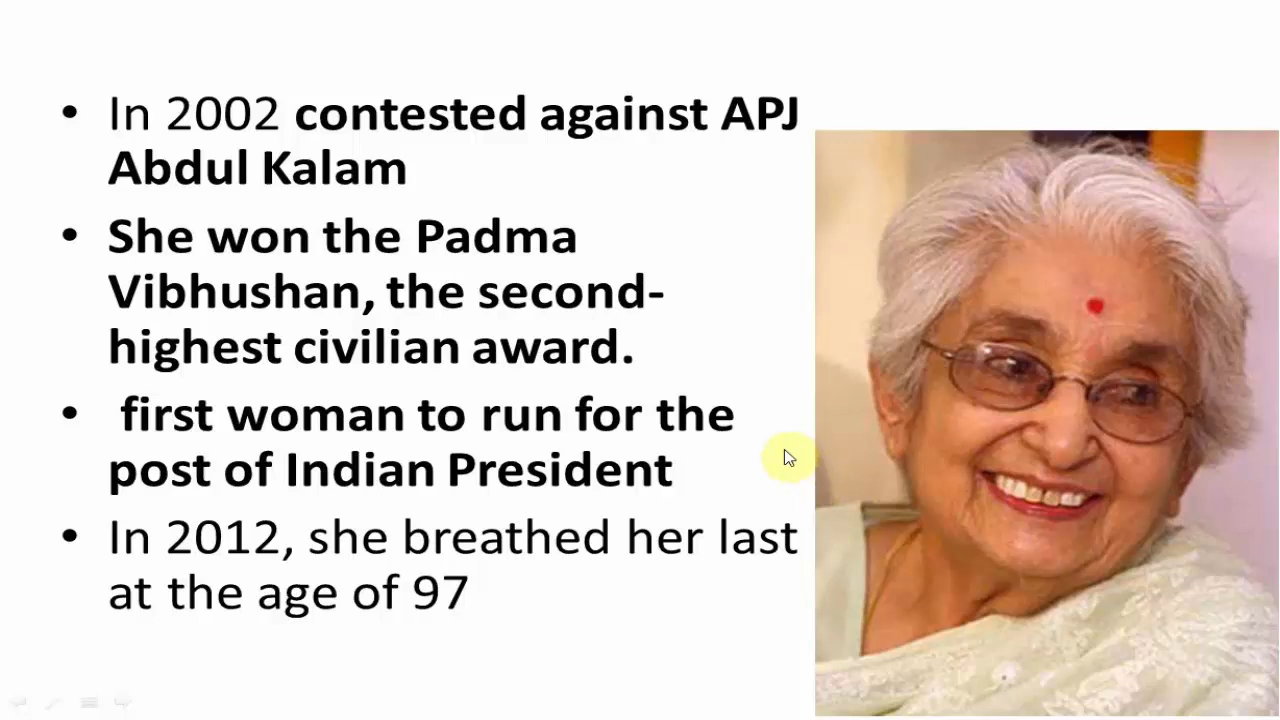 • In 2002 contested against APJ
Abdul Kalam
• She won the Padma
Vibhushan, the second-
highest civilian award.
• first woman to run for the
post of Indian President
• In 2012, she breathed her last
at the age of 97